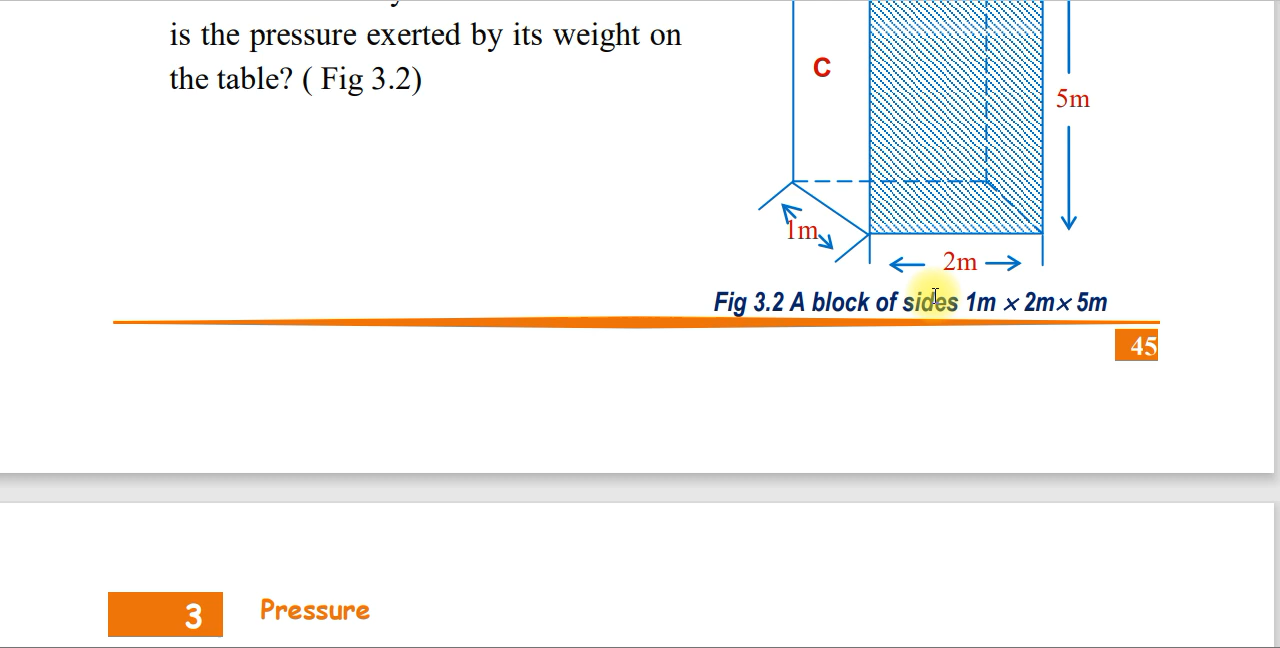 is the pressure exerted by its weight on
the table? ( Fig 3.2)
C
5m
1m
2m
Fig 3.2 A block of sides 1m × 2m× 5m
45
3
Pressure